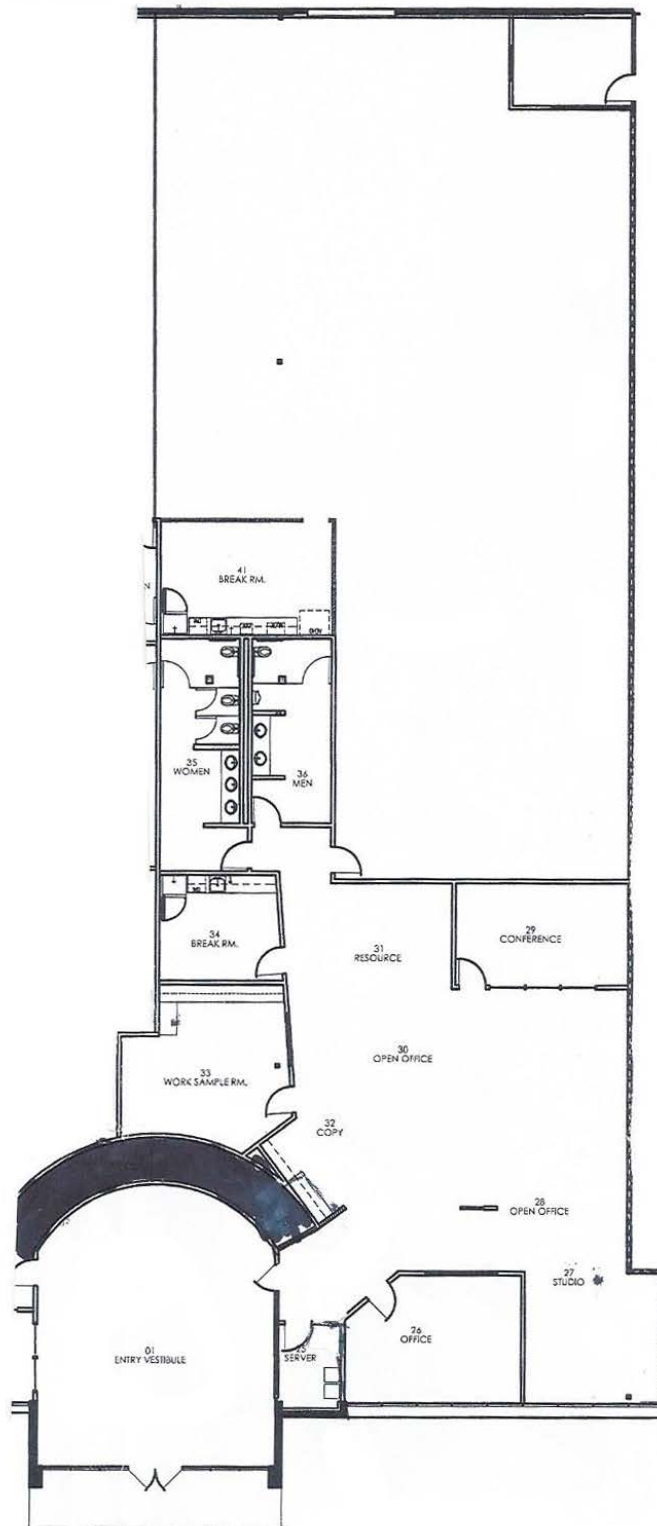 41
BREAK RM.
35
WOMEN
36
MEN
34
BREAK RM.
31
RESOURCE
29
CONFERENCE
30
OPEN OFFICE
33
WORK SAMPLE RM.
32
COPY
28
OPEN OFFICE
27
STUDIO
26
OFFICE
25
SERVER
01
ENTRY VESTIBULE